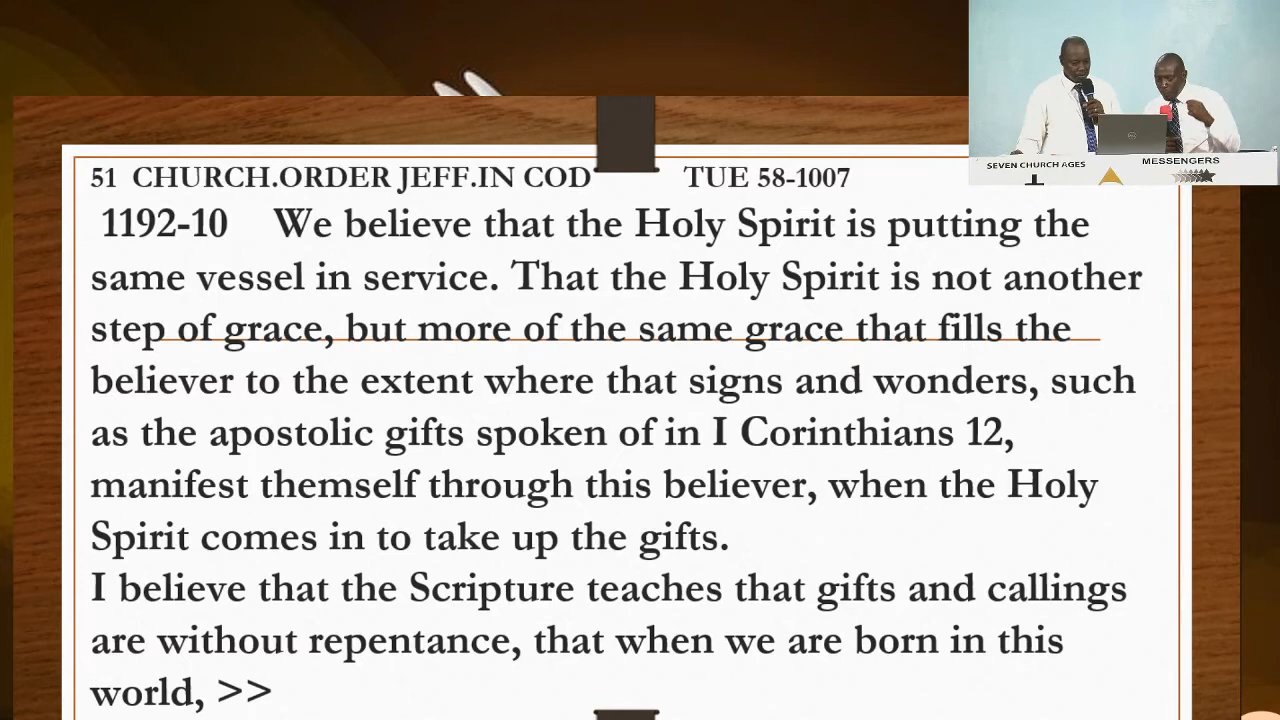 51 CHURCH.ORDER JEFF.IN COD TUE 58-1007
1192-10 We believe that the Holy Spirit is putting the
same vessel in service. That the Holy Spirit is not another
step of grace, but more of the same grace that fills the
believer to the extent where that signs and wonders, such
as the apostolic gifts spoken of in I Corinthians 12,
manifest themself through this believer, when the Holy
Spirit comes in to take up the gifts.
I believe that the Scripture teaches that gifts and callings
are without repentance, that when we are born in this
world, >>
SEVEN CHURCH AGES
MESSENGERS